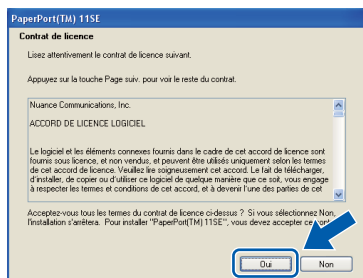 PaperPort(TM) 11SE
Contrat de licence
Lisez attentivement le contrat de licence suivant.
Appuyez sur la touche Page suiv. pour voir le reste du contrat.
Nuance Communications, Inc.
ACCORD DE LICENCE LOGICIEL
Le logiciel et les éléments connexes fournis dans le cadre de cet accord de licence sont
fournis sous licence, et non vendus, et peuvent être utilisés uniquement selon les termes
de cet accord de licence. Veuillez lire soigneusement cet accord. Le fait de télécharger,
d'installer, de copier ou d'utiliser ce logiciel de quelque manière que ce soit, vous engage
à respecter les termes et conditions de cet accord, et à devenir l'une des parties de cet
Acceptez-vous tous les termes du contrat de licence ci-dessus ? Si vous sélectionnez Non,
l'installation s'arrêtera. Pour installer "PaperPort(TM) 11SE", vous devez accepter ce
Oui
Non